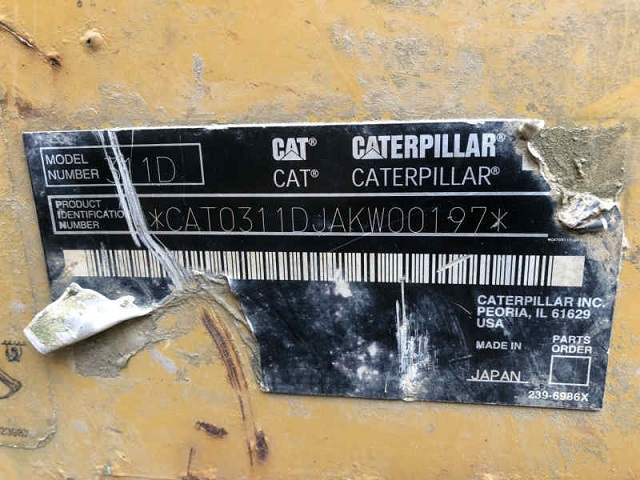 MODEL NUMBER 311D
CAT® CATERPILLAR®
CAT® CATERPILLAR®
PRODUCT IDENTIFICATION NUMBER *CAT0311DJAKW00197*
CATERPILLAR INC.
PEORIA, IL 61629
USA
MADE IN
JAPAN
PARTS ORDER
239-6986X